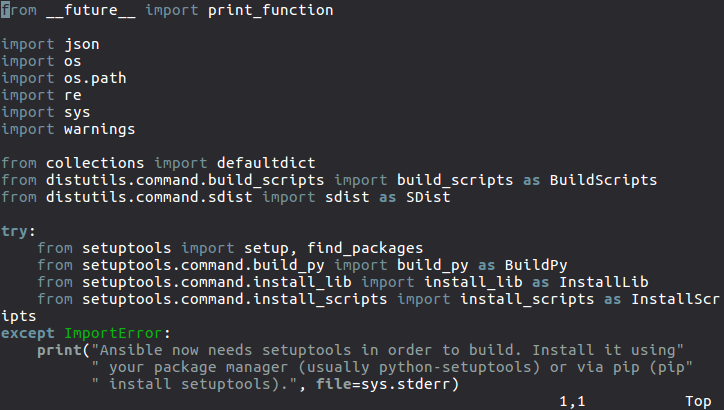 from __future__ import print_function

import json
import os
import os.path
import re
import sys
import warnings

from collections import defaultdict
from distutils.command.build_scripts import build_scripts as BuildScripts
from distutils.command.sdist import sdist as SDist

try:
    from setuptools import setup, find_packages
    from setuptools.command.build_py import build_py as BuildPy
    from setuptools.command.install_lib import install_lib as InstallLib
    from setuptools.command.install_scripts import install_scripts as InstallScr
ipts
except ImportError:
    print("Ansible now needs setuptools in order to build. Install it using"
          " your package manager (usually python-setuptools) or via pip (pip"
          " install setuptools).", file=sys.stderr)
1,1 Top